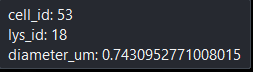 cell_id: 53
lys_id: 18
diameter_um: 0.7430952771008015